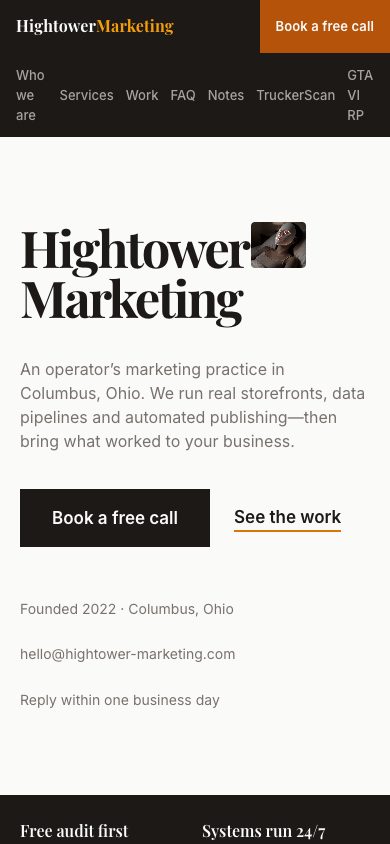 HightowerMarketing
Book a free call
Who we are
Services
Work
FAQ
Notes
TruckerScan
GTA VI RP
Hightower
Marketing
An operator’s marketing practice in
Columbus, Ohio. We run real storefronts, data
pipelines and automated publishing—then
bring what worked to your business.
Book a free call
See the work
Founded 2022 · Columbus, Ohio
hello@hightower-marketing.com
Reply within one business day
Free audit first
Systems run 24/7